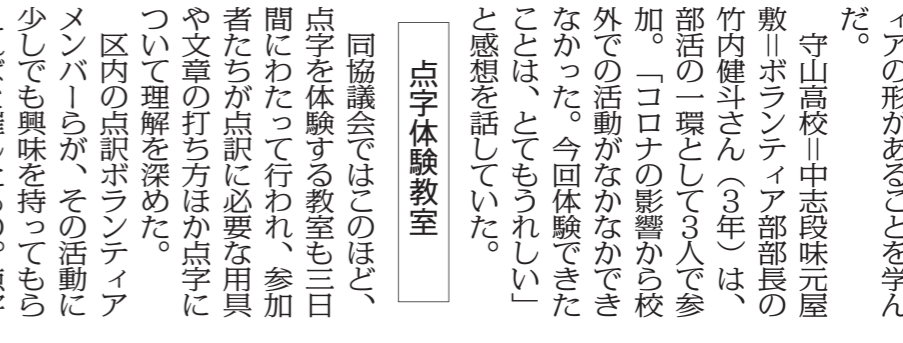 ィアの形があることを学ん
だ。
　守山高校＝中志段味元屋
敷＝ボランティア部部長の
竹内健斗さん（３年）は、
部活の一環として３人で参
加。「コロナの影響から校
外での活動がなかなかでき
なかった。今回体験できた
ことは、とてもうれしい」
と感想を話していた。
点字体験教室
　同協議会ではこのほど、
点字を体験する教室も三日
間にわたって行われ、参加
者たちが点訳に必要な用具
や文章の打ち方ほか点字に
ついて理解を深めた。
　区内の点訳ボランティア
メンバーらが、その活動に
少しでも興味を持ってもら